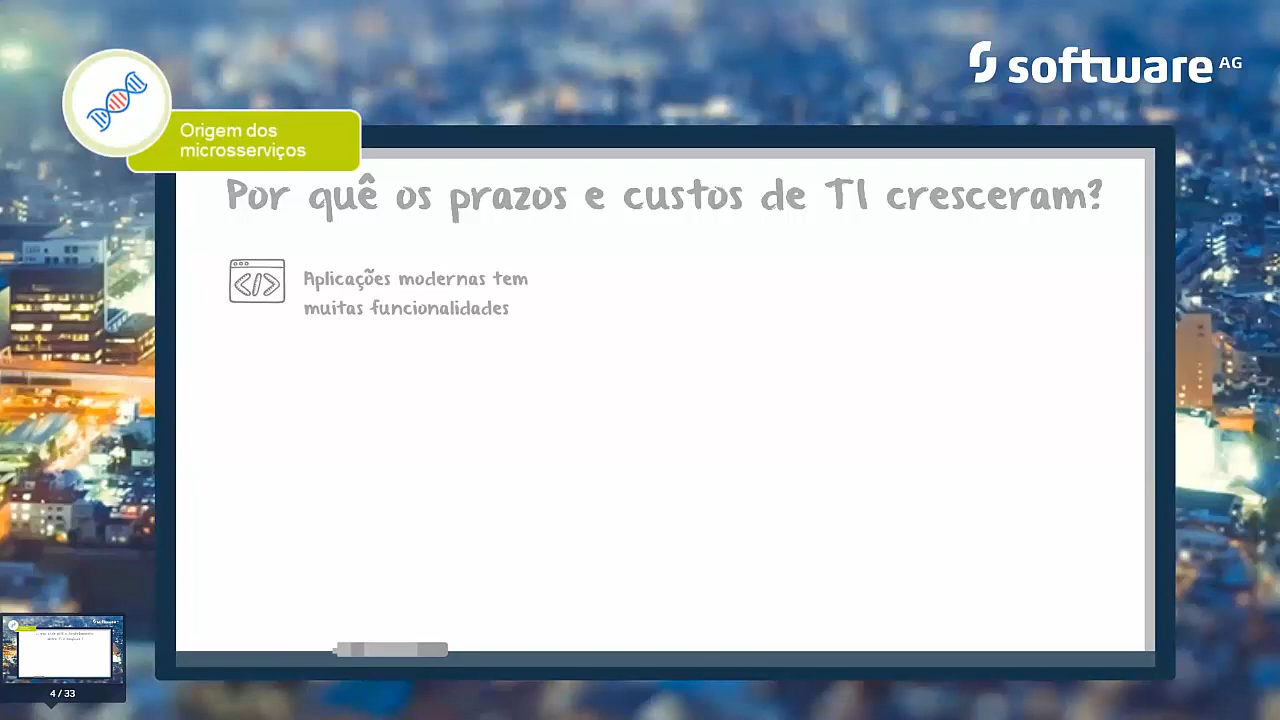 software AG
Origem dos
microsserviços
Por quê os prazos e custos de TI cresceram?
Aplicações modernas tem
muitas funcionalidades
4 / 33